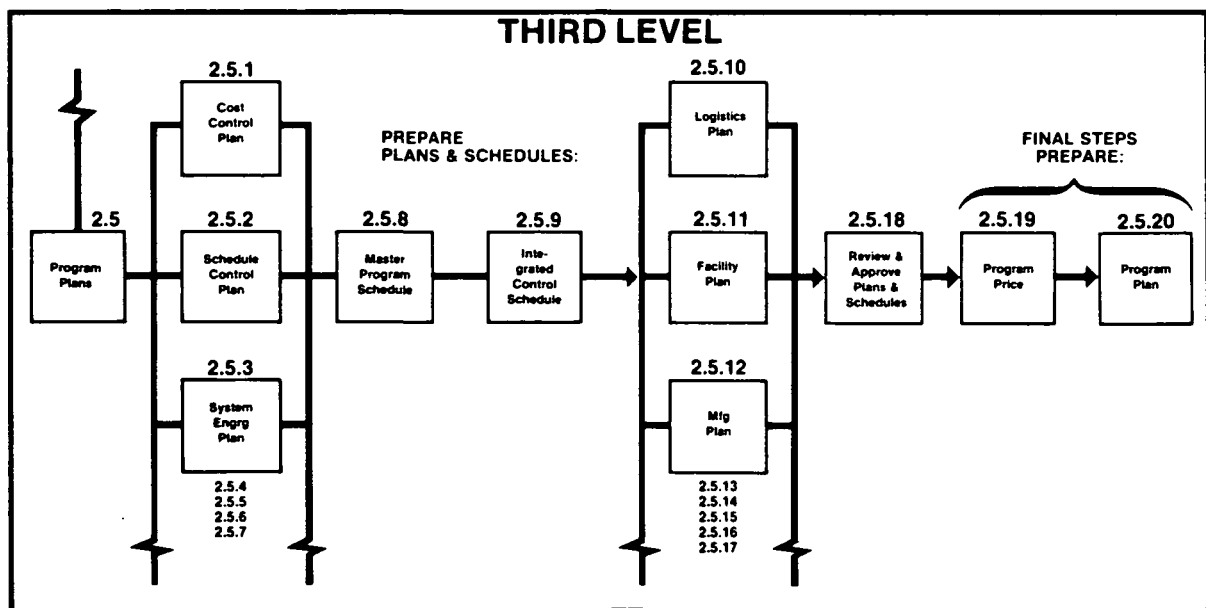 THIRD LEVEL
2.5
Program
Plans
2.5.1
Cost
Control
Plan
2.5.2
Schedule
Control
Plan
2.5.3
System
Engrg
Plan
2.5.4
2.5.5
2.5.6
2.5.7
PREPARE
PLANS & SCHEDULES:
2.5.8
Master
Program
Schedule
2.5.9
Inte-
grated
Control
Schedule
2.5.10
Logistics
Plan
2.5.11
Facility
Plan
2.5.12
Mfg
Plan
2.5.13
2.5.14
2.5.15
2.5.16
2.5.17
2.5.18
Review &
Approve
Plans &
Schedules
FINAL STEPS
PREPARE:
2.5.19
Program
Price
2.5.20
Program
Plan